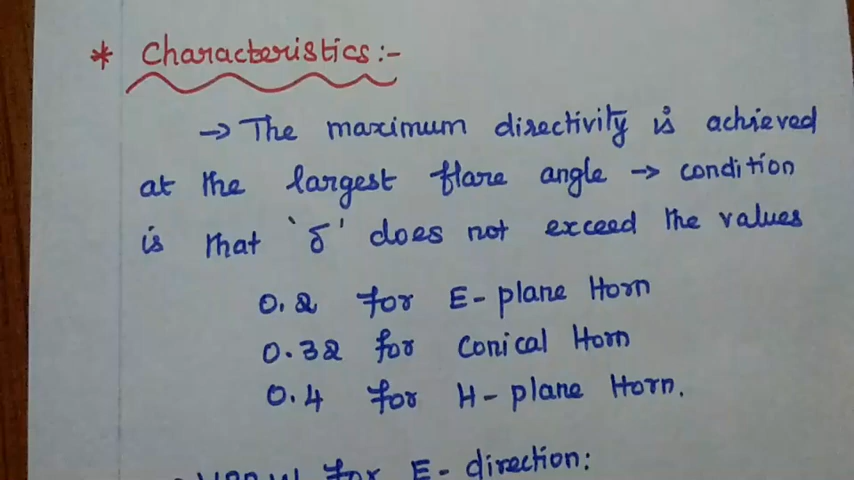 * Characteristics:-
→ The maximum directivity is achieved
at the largest flare angle → condition
is that 'δ' does not exceed the values
0.2 for E-plane Horn
0.32 for Conical Horn
0.4 for H-plane Horn.
for E-direction: